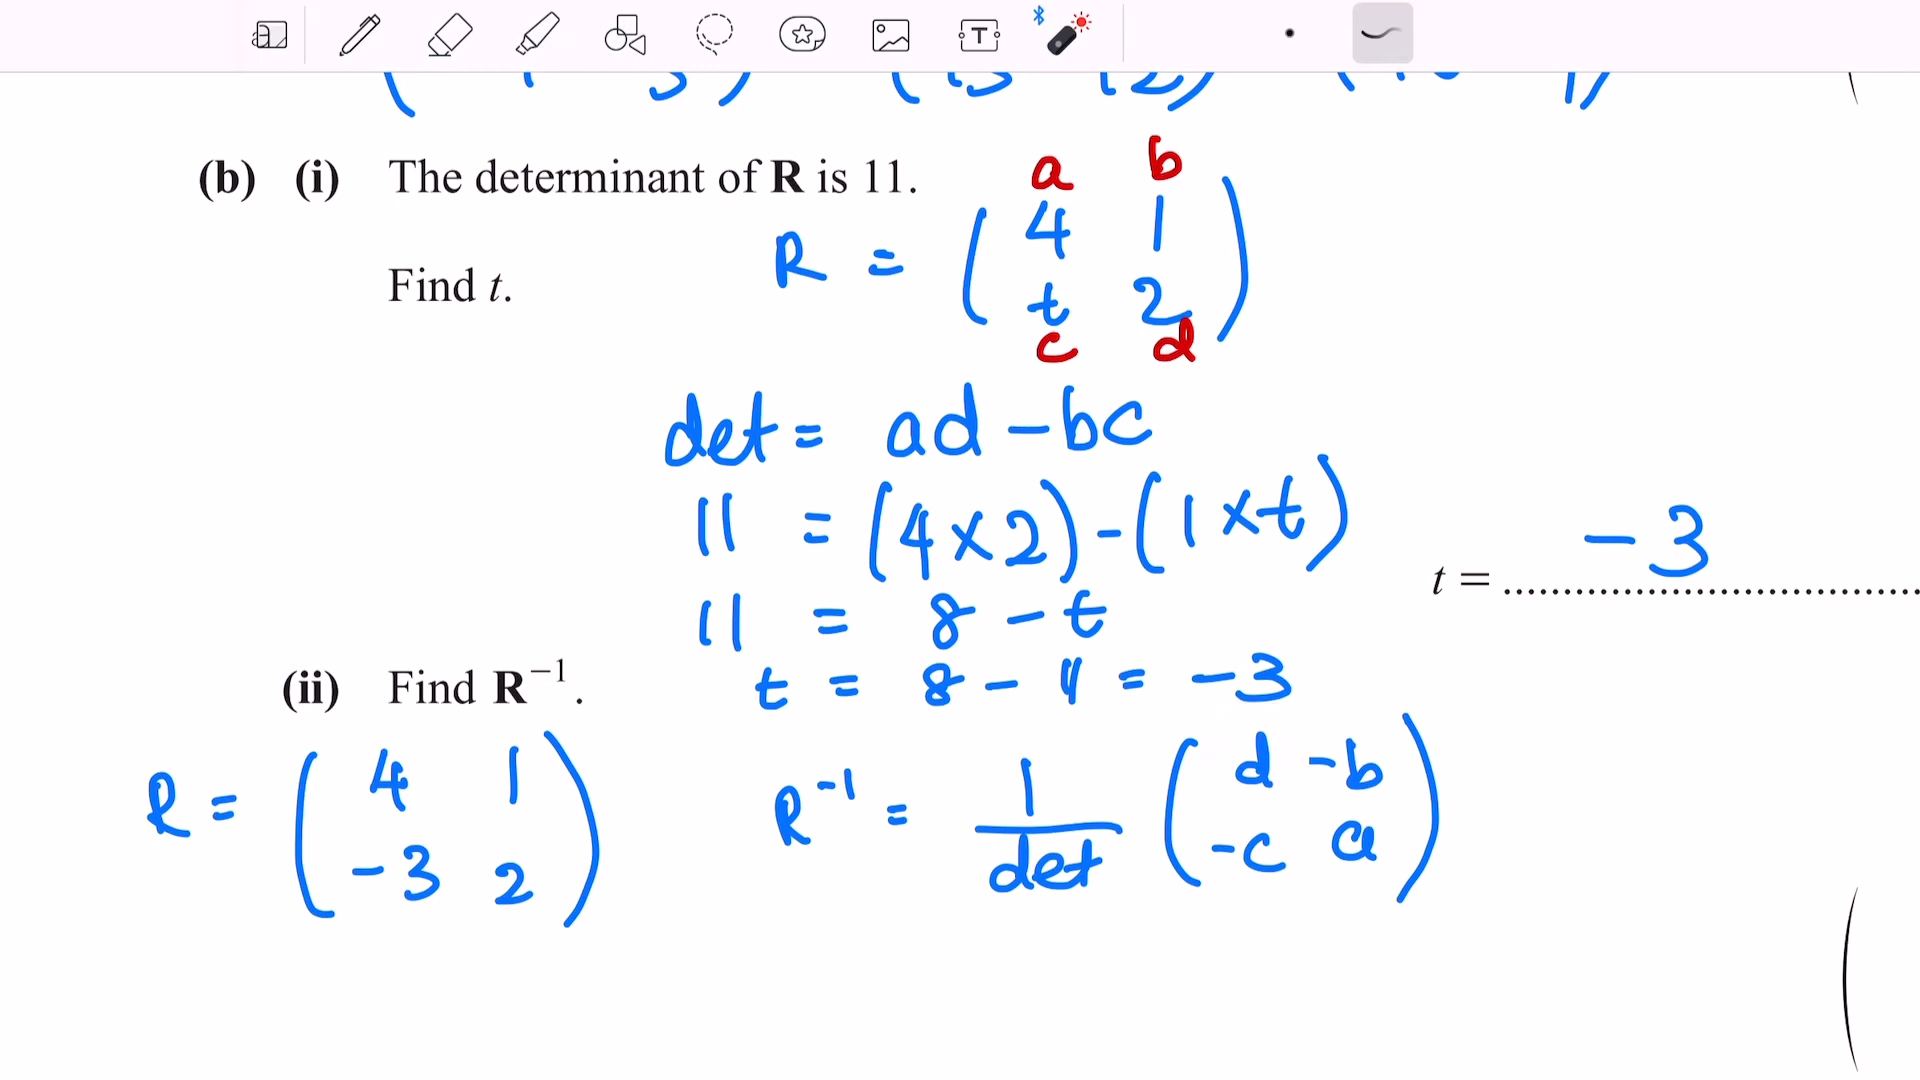 (b) (i) The determinant of R is 11.
a b
R = ( 4 1
t 2 )
c d
Find t.
det = ad - bc
11 = (4 × 2) - (1 × t)
t = ........ -3
11 = 8 - t
(ii) Find R⁻¹.
t = 8 - 11 = -3
R = ( 4 1
-3 2 )
R⁻¹ = 1/det ( d -b
-c a )